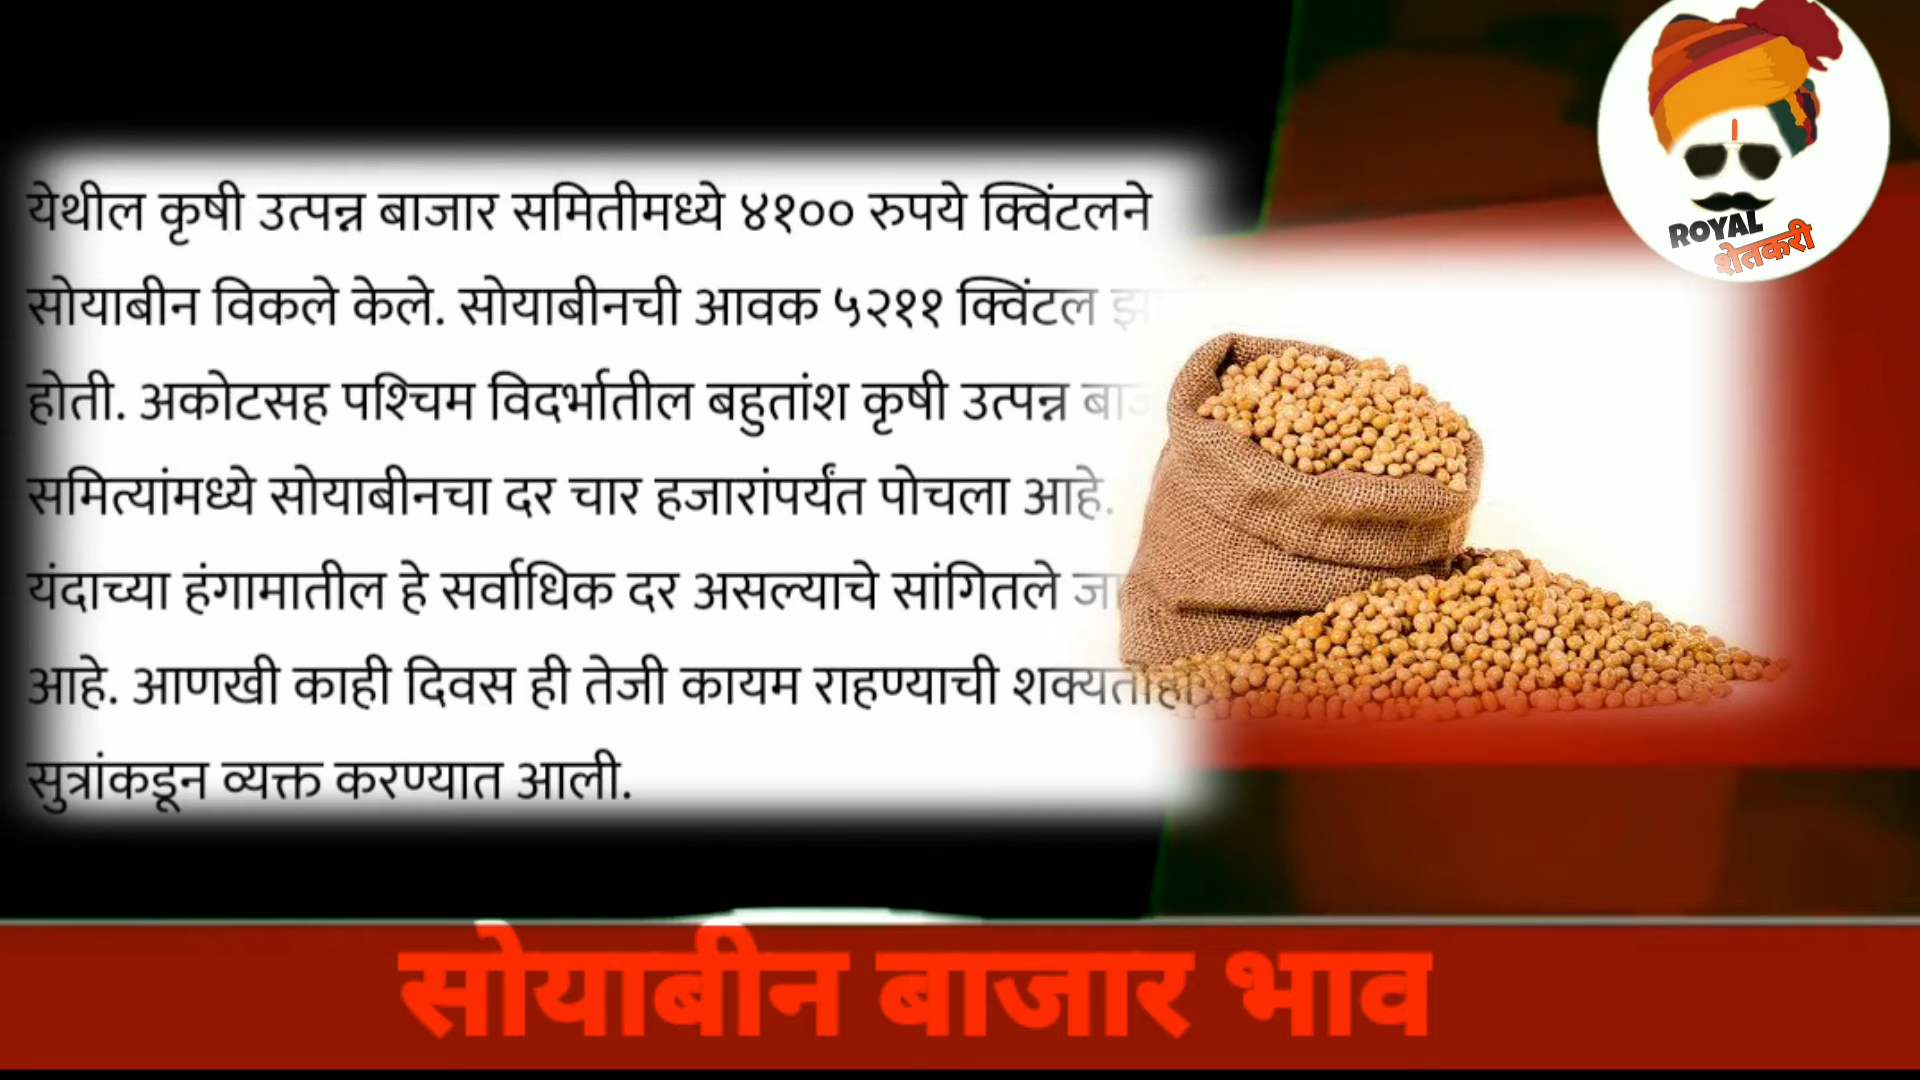 येथील कृषी उत्पन्न बाजार समितीमध्ये ४१०० रुपये क्विंटलने
सोयाबीन विकले केले. सोयाबीनची आवक ५२११ क्विंटल
होती. अकोटसह पश्चिम विदर्भातील बहुतांश कृषी उत्पन्न
समित्यांमध्ये सोयाबीनचा दर चार हजारांपर्यंत पोचला आहे.
यंदाच्या हंगामातील हे सर्वाधिक दर असल्याचे सांगितले
आहे. आणखी काही दिवस ही तेजी कायम राहण्याची शक्यताही
सुत्रांकडून व्यक्त करण्यात आली.
ROYAL
शेतकरी
सोयाबीन बाजार भाव